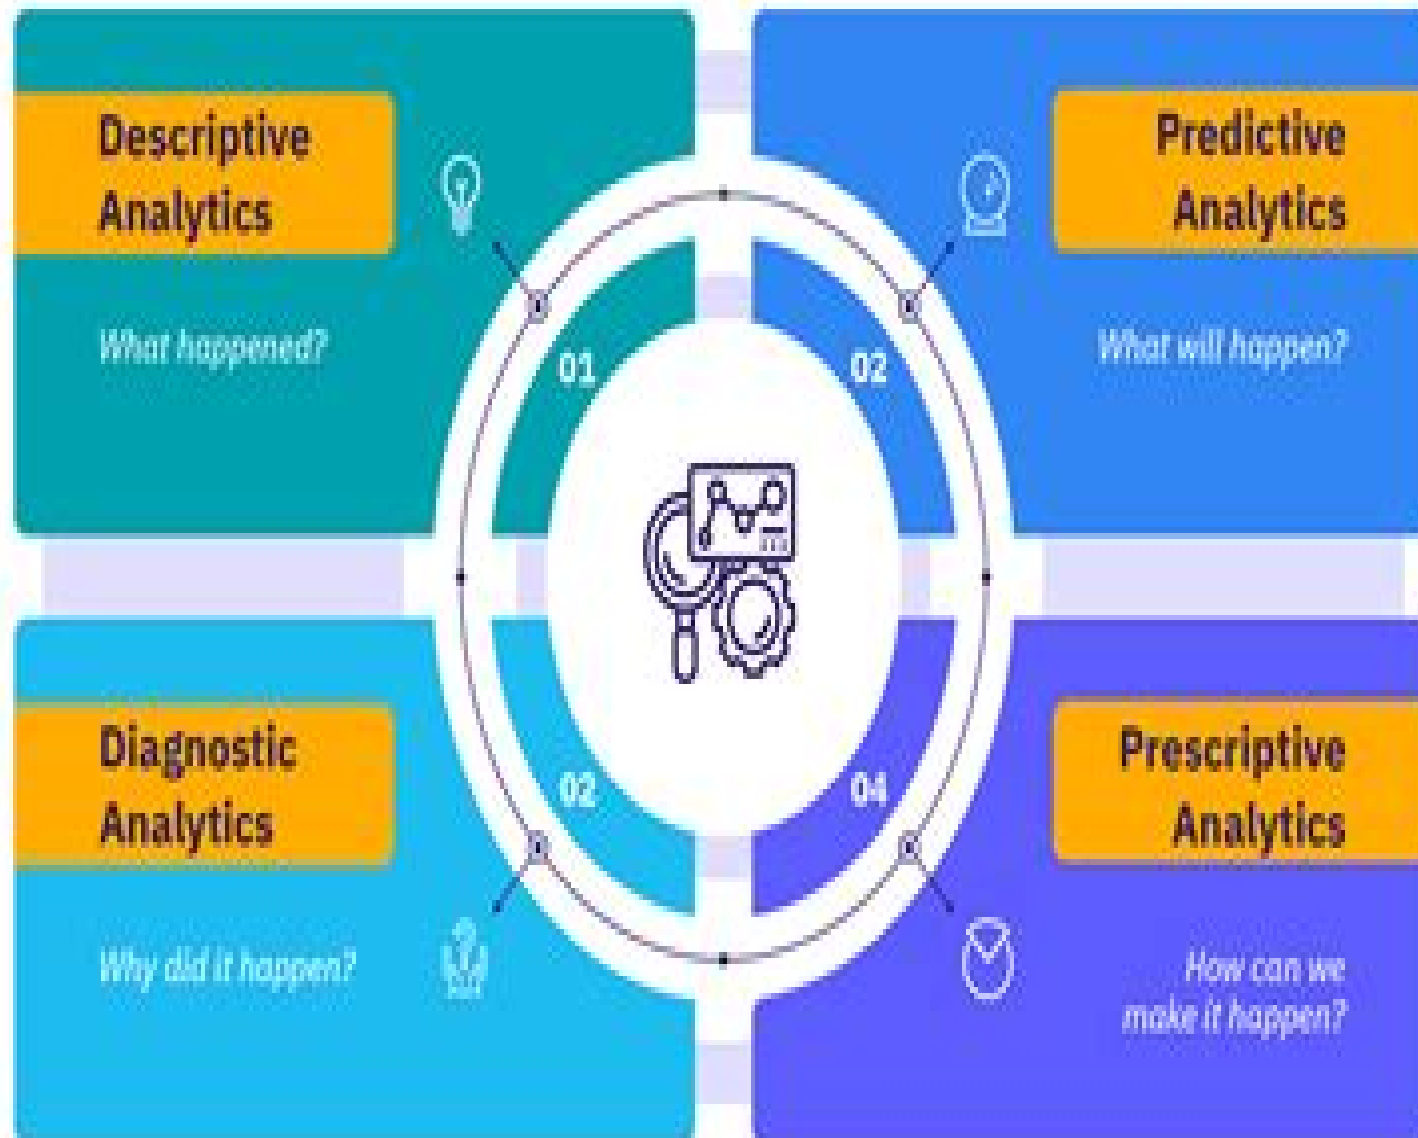 Descriptive
Analytics
What happened?
01
Predictive
Analytics
What will happen?
02
Diagnostic
Analytics
Why did it happen?
02
Prescriptive
Analytics
How can we
make it happen?
04